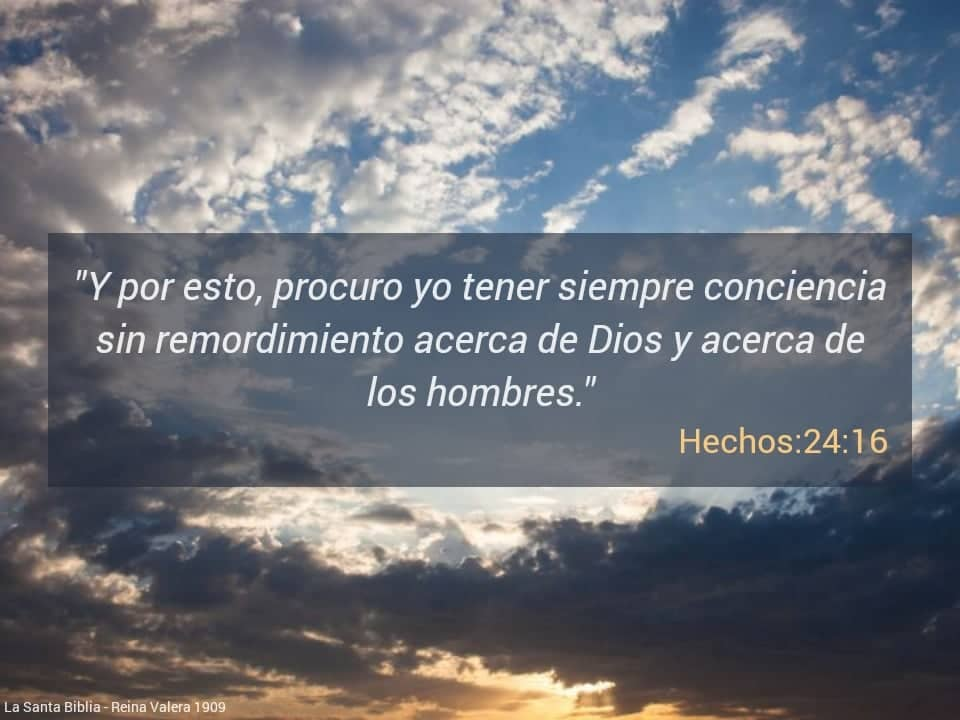 "Y por esto, procuro yo tener siempre conciencia
sin remordimiento acerca de Dios y acerca de
los hombres."
Hechos:24:16
La Santa Biblia - Reina Valera 1909